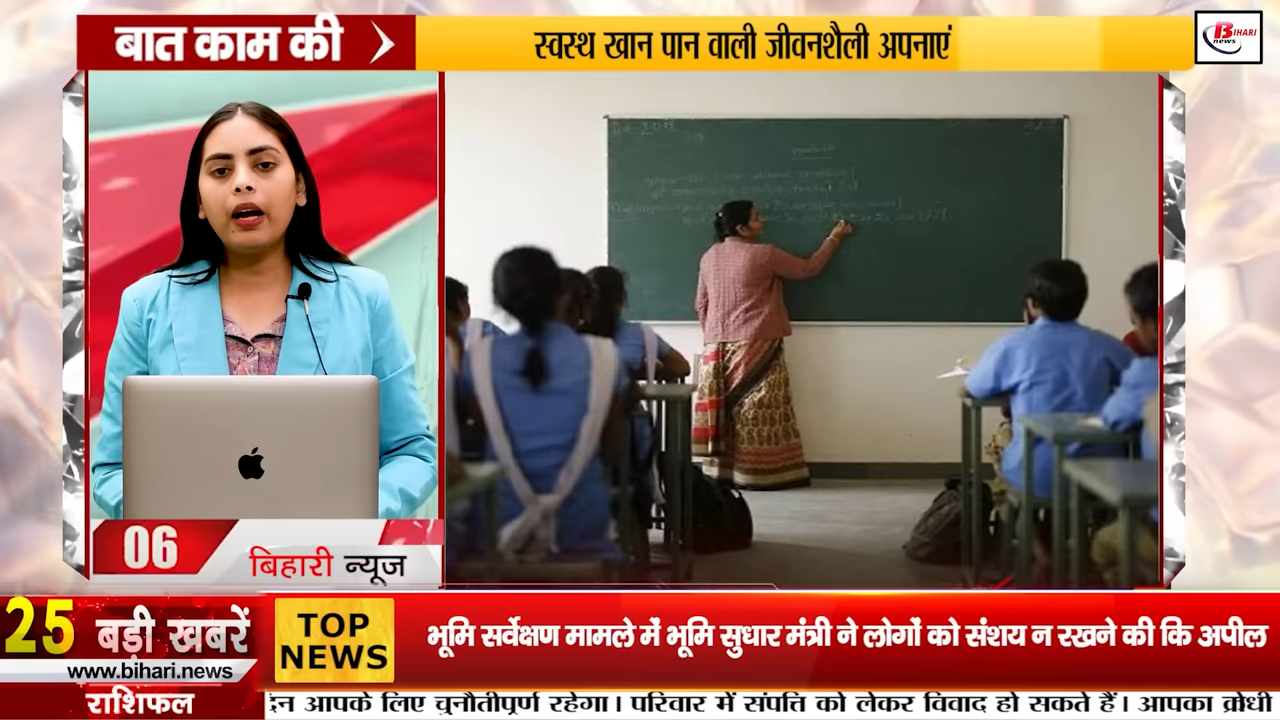 बात काम की
स्वस्थ खान पान वाली जीवनशैली अपनाएं
BIHARI
news
06
बिहारी न्यूज
25 बड़ी खबरें
www.bihari.news
TOP
NEWS
भूमि सर्वेक्षण मामले में भूमि सुधार मंत्री ने लोगों को संशय न रखने की कि अपील
राशिफल
आपके लिए चुनौतीपूर्ण रहेगा। परिवार में संपत्ति को लेकर विवाद हो सकते हैं। आपका क्रोधी